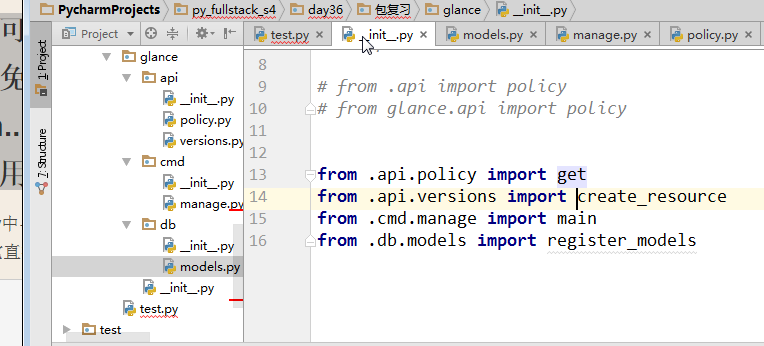 PycharmProjects py_fullstack_s4 day36 包复习 glance __init__.py
可
免
用
1: Project
7: Structure
Project
glance
api
__init__.py
policy.py
versions.py
cmd
__init__.py
manage.py
db
__init__.py
models.py
__init__.py
test.py
test
test.py __init__.py models.py manage.py policy.py
8
9 # from .api import policy
10 # from glance.api import policy
11
12
13 from .api.policy import get
14 from .api.versions import create_resource
15 from .cmd.manage import main
16 from .db.models import register_models